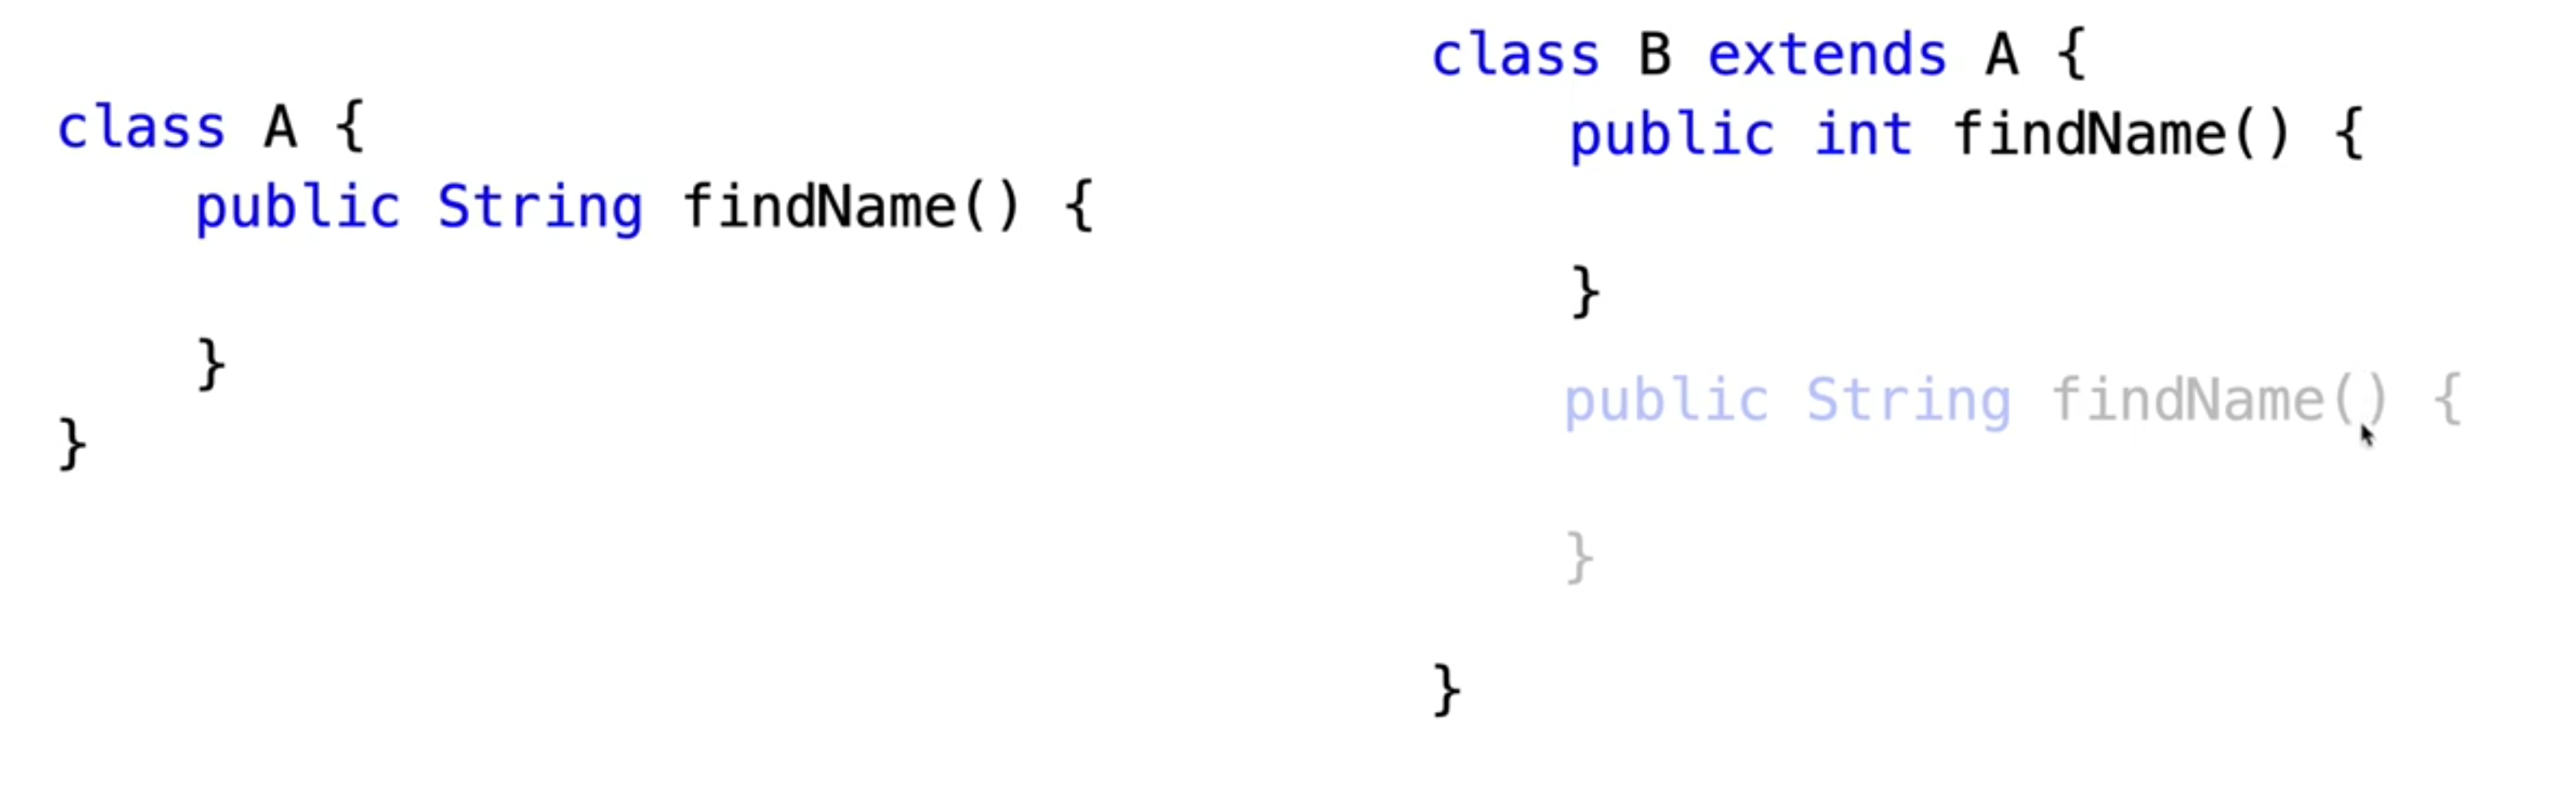 class A {
    public String findName() {

    }
}
class B extends A {
    public int findName() {

    }
    public String findName() {

    }

}